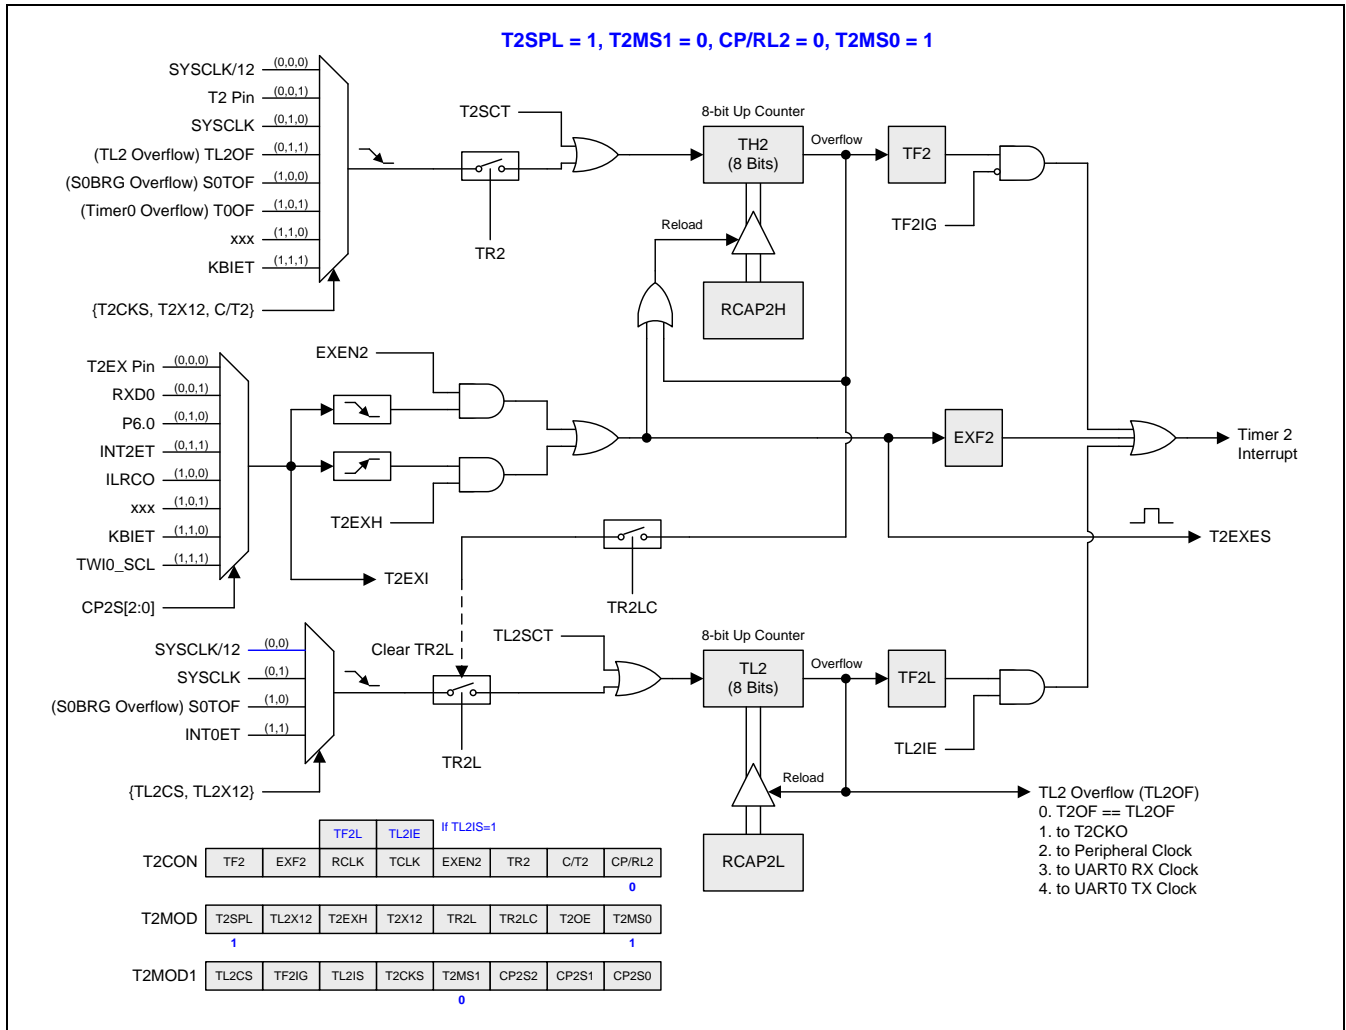 T2SPL = 1, T2MS1 = 0, CP/RL2 = 0, T2MS0 = 1
SYSCLK/12 (0,0,0)
T2 Pin (0,0,1)
SYSCLK (0,1,0)
(TL2 Overflow) TL2OF (0,1,1)
(S0BRG Overflow) S0TOF (1,0,0)
(Timer0 Overflow) T0OF (1,0,1)
xxx (1,1,0)
KBIET (1,1,1)
{T2CKS, T2X12, C/T2}
TR2
T2SCT
8-bit Up Counter
TH2
(8 Bits)
Overflow
TF2
TF2IG
Reload
RCAP2H
T2EX Pin (0,0,0)
RXD0 (0,0,1)
P6.0 (0,1,0)
INT2ET (0,1,1)
ILRCO (1,0,0)
xxx (1,0,1)
KBIET (1,1,0)
TWI0_SCL (1,1,1)
CP2S[2:0]
EXEN2
T2EXH
T2EXI
EXF2
Timer 2
Interrupt
T2EXES
TR2LC
SYSCLK/12 (0,0)
SYSCLK (0,1)
(S0BRG Overflow) S0TOF (1,0)
INT0ET (1,1)
{TL2CS, TL2X12}
Clear TR2L
TR2L
TL2SCT
8-bit Up Counter
TL2
(8 Bits)
Overflow
TF2L
TL2IE
Reload
RCAP2L
TL2 Overflow (TL2OF)
0. T2OF == TL2OF
1. to T2CKO
2. to Peripheral Clock
3. to UART0 RX Clock
4. to UART0 TX Clock
TF2L TL2IE If TL2IS=1
T2CON TF2 EXF2 RCLK TCLK EXEN2 TR2 C/T2 CP/RL2
0
T2MOD T2SPL TL2X12 T2EXH T2X12 TR2L TR2LC T2OE T2MS0
1 1
T2MOD1 TL2CS TF2IG TL2IS T2CKS T2MS1 CP2S2 CP2S1 CP2S0
0